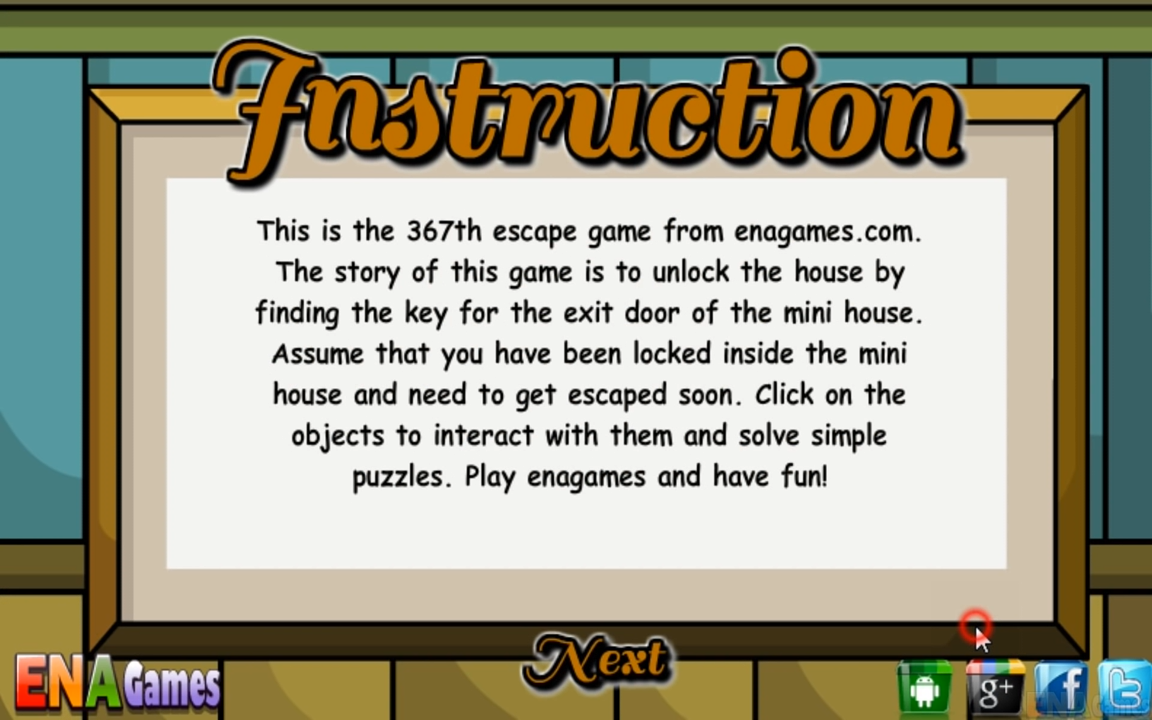 Instruction
This is the 367th escape game from enagames.com.
The story of this game is to unlock the house by
finding the key for the exit door of the mini house.
Assume that you have been locked inside the mini
house and need to get escaped soon. Click on the
objects to interact with them and solve simple
puzzles. Play enagames and have fun!
Next
ENA Games
g+
f
t